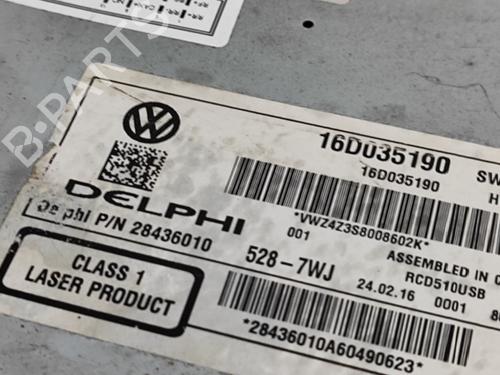 B-PARTS
16D035190
SW
16D035190
H
*VWZ4Z3S8008602K*
DELPHI
001
ASSEMBLED IN
Delphi P/N 28436010
528-7WJ
RCD510USB
24.02.16
0001
CLASS 1
LASER PRODUCT
*28436010A60490623*